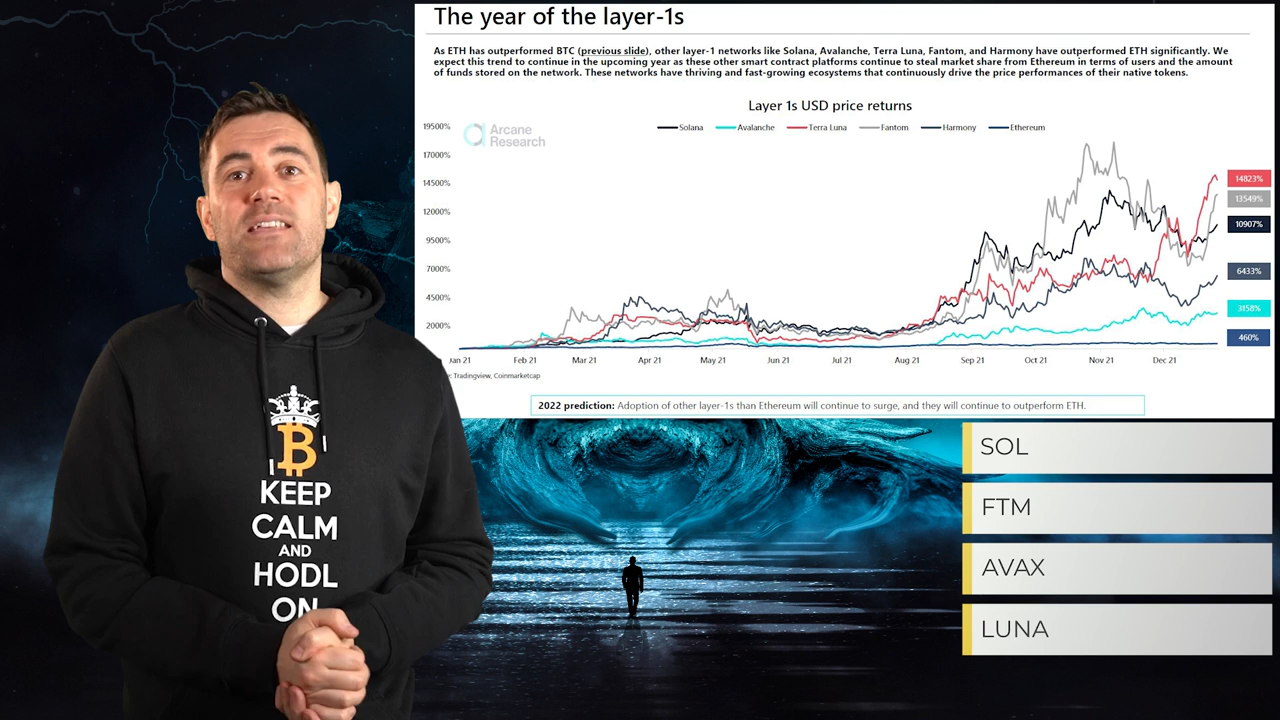 The year of the layer-1s
As ETH has outperformed BTC (previous slide), other layer-1 networks like Solana, Avalanche, Terra Luna, Fantom, and Harmony have outperformed ETH significantly. We
expect this trend to continue in the upcoming year as these other smart contract platforms continue to steal market share from Ethereum in terms of users and the amount
of funds stored on the network. These networks have thriving and fast-growing ecosystems that continuously drive the price performances of their native tokens.
Layer 1s USD price returns
Arcane
Research
Solana Avalanche Terra Luna Fantom Harmony Ethereum
19500%
17000%
14500%
12000%
9500%
7000%
4500%
2000%
14823%
13549%
10907%
6433%
3158%
460%
Jan 21 Feb 21 Mar 21 Apr 21 May 21 Jun 21 Jul 21 Aug 21 Sep 21 Oct 21 Nov 21 Dec 21
e: Tradingview, Coinmarketcap
2022 prediction: Adoption of other layer-1s than Ethereum will continue to surge, and they will continue to outperform ETH.
SOL
FTM
AVAX
LUNA
KEEP
CALM
AND
HODL
ON